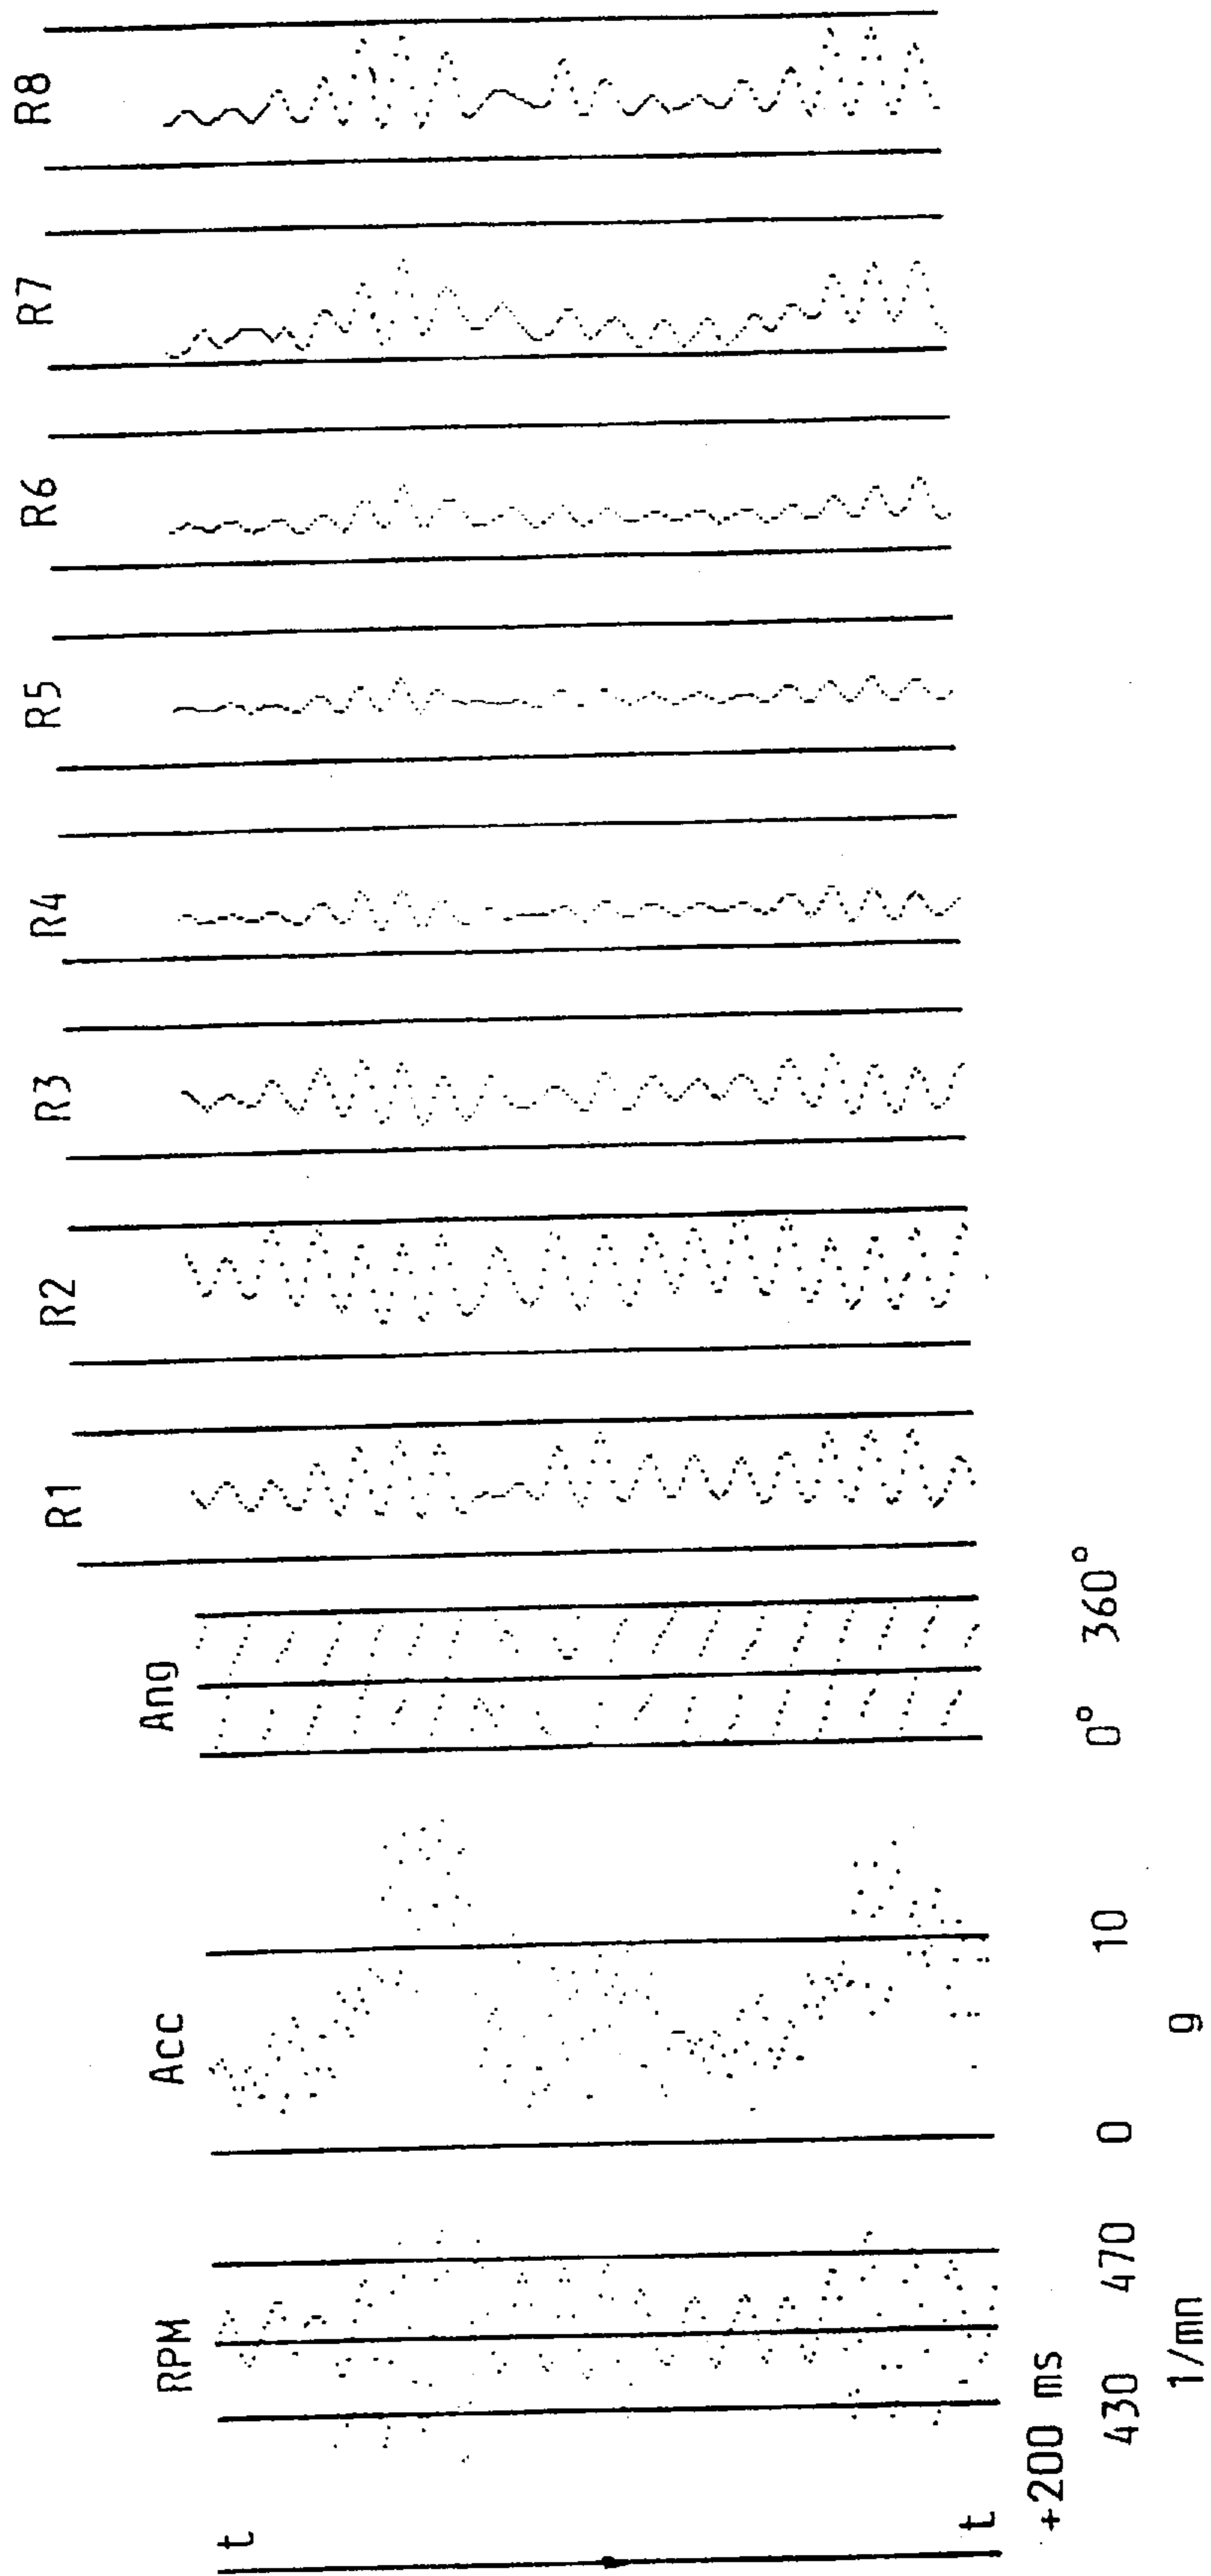 t RPM Acc Ang R1 R2 R3 R4 R5 R6 R7 R8
t
+200 ms
430 470 0 10 0° 360°
1/mn g